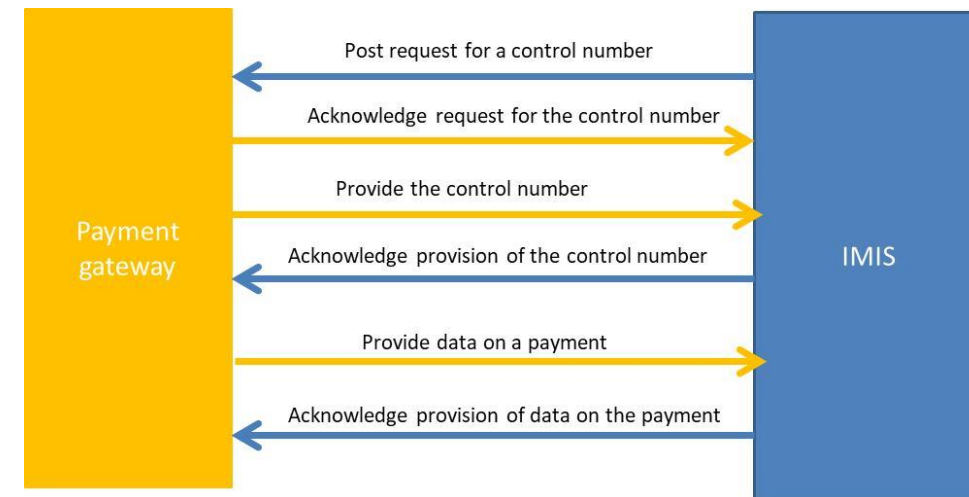 Post request for a control number
Acknowledge request for the control number
Provide the control number
Payment
gateway
Acknowledge provision of the control number
IMIS
Provide data on a payment
Acknowledge provision of data on the payment